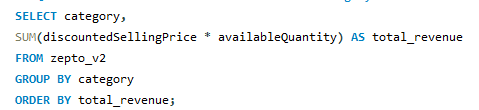 SELECT category,
SUM(discountedSellingPrice * availableQuantity) AS total_revenue
FROM zepto_v2
GROUP BY category
ORDER BY total_revenue;